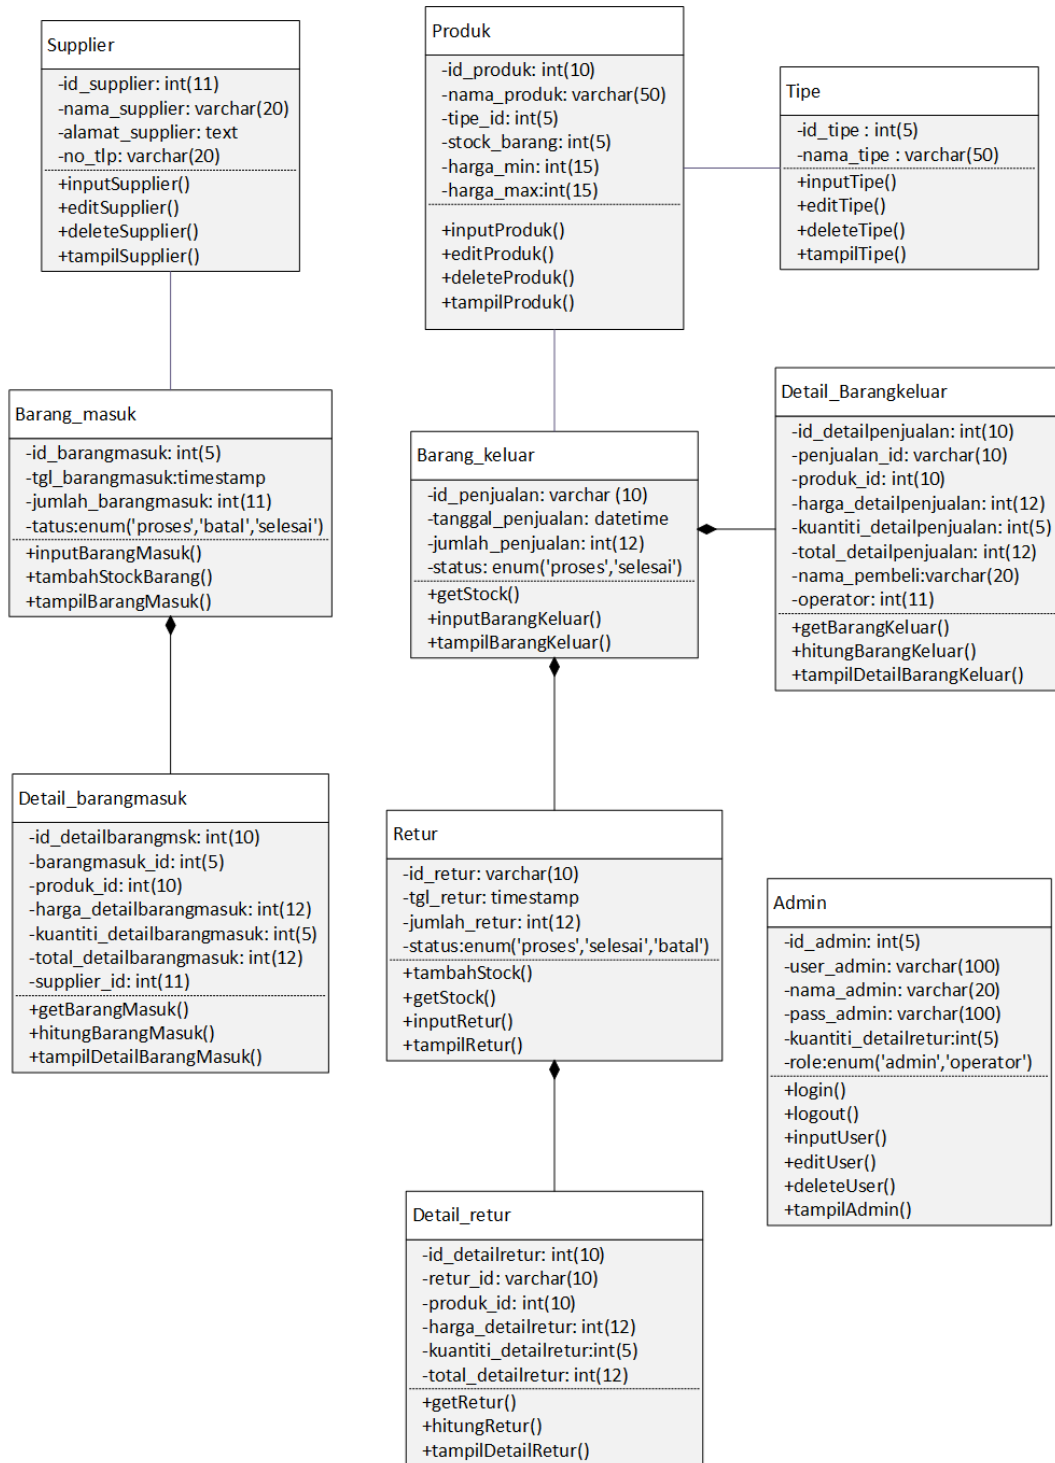 Supplier
-id_supplier: int(11)
-nama_supplier: varchar(20)
-alamat_supplier: text
-no_tlp: varchar(20)
+inputSupplier()
+editSupplier()
+deleteSupplier()
+tampilSupplier()
Produk
-id_produk: int(10)
-nama_produk: varchar(50)
-tipe_id: int(5)
-stock_barang: int(5)
-harga_min: int(15)
-harga_max:int(15)
+inputProduk()
+editProduk()
+deleteProduk()
+tampilProduk()
Tipe
-id_tipe : int(5)
-nama_tipe : varchar(50)
+inputTipe()
+editTipe()
+deleteTipe()
+tampilTipe()
Barang_masuk
-id_barangmasuk: int(5)
-tgl_barangmasuk:timestamp
-jumlah_barangmasuk: int(11)
-tatus:enum('proses','batal','selesai')
+inputBarangMasuk()
+tambahStockBarang()
+tampilBarangMasuk()
Barang_keluar
-id_penjualan: varchar (10)
-tanggal_penjualan: datetime
-jumlah_penjualan: int(12)
-status: enum('proses','selesai')
+getStock()
+inputBarangKeluar()
+tampilBarangKeluar()
Detail_Barangkeluar
-id_detailpenjualan: int(10)
-penjualan_id: varchar(10)
-produk_id: int(10)
-harga_detailpenjualan: int(12)
-kuantiti_detailpenjualan: int(5)
-total_detailpenjualan: int(12)
-nama_pembeli:varchar(20)
-operator: int(11)
+getBarangKeluar()
+hitungBarangKeluar()
+tampilDetailBarangKeluar()
Detail_barangmasuk
-id_detailbarangmsk: int(10)
-barangmasuk_id: int(5)
-produk_id: int(10)
-harga_detailbarangmasuk: int(12)
-kuantiti_detailbarangmasuk: int(5)
-total_detailbarangmasuk: int(12)
-supplier_id: int(11)
+getBarangMasuk()
+hitungBarangMasuk()
+tampilDetailBarangMasuk()
Retur
-id_retur: varchar(10)
-tgl_retur: timestamp
-jumlah_retur: int(12)
-status:enum('proses','selesai','batal')
+tambahStock()
+getStock()
+inputRetur()
+tampilRetur()
Admin
-id_admin: int(5)
-user_admin: varchar(100)
-nama_admin: varchar(20)
-pass_admin: varchar(100)
-kuantiti_detailretur:int(5)
-role:enum('admin','operator')
+login()
+logout()
+inputUser()
+editUser()
+deleteUser()
+tampilAdmin()
Detail_retur
-id_detailretur: int(10)
-retur_id: varchar(10)
-produk_id: int(10)
-harga_detailretur: int(12)
-kuantiti_detailretur:int(5)
-total_detailretur: int(12)
+getRetur()
+hitungRetur()
+tampilDetailRetur()